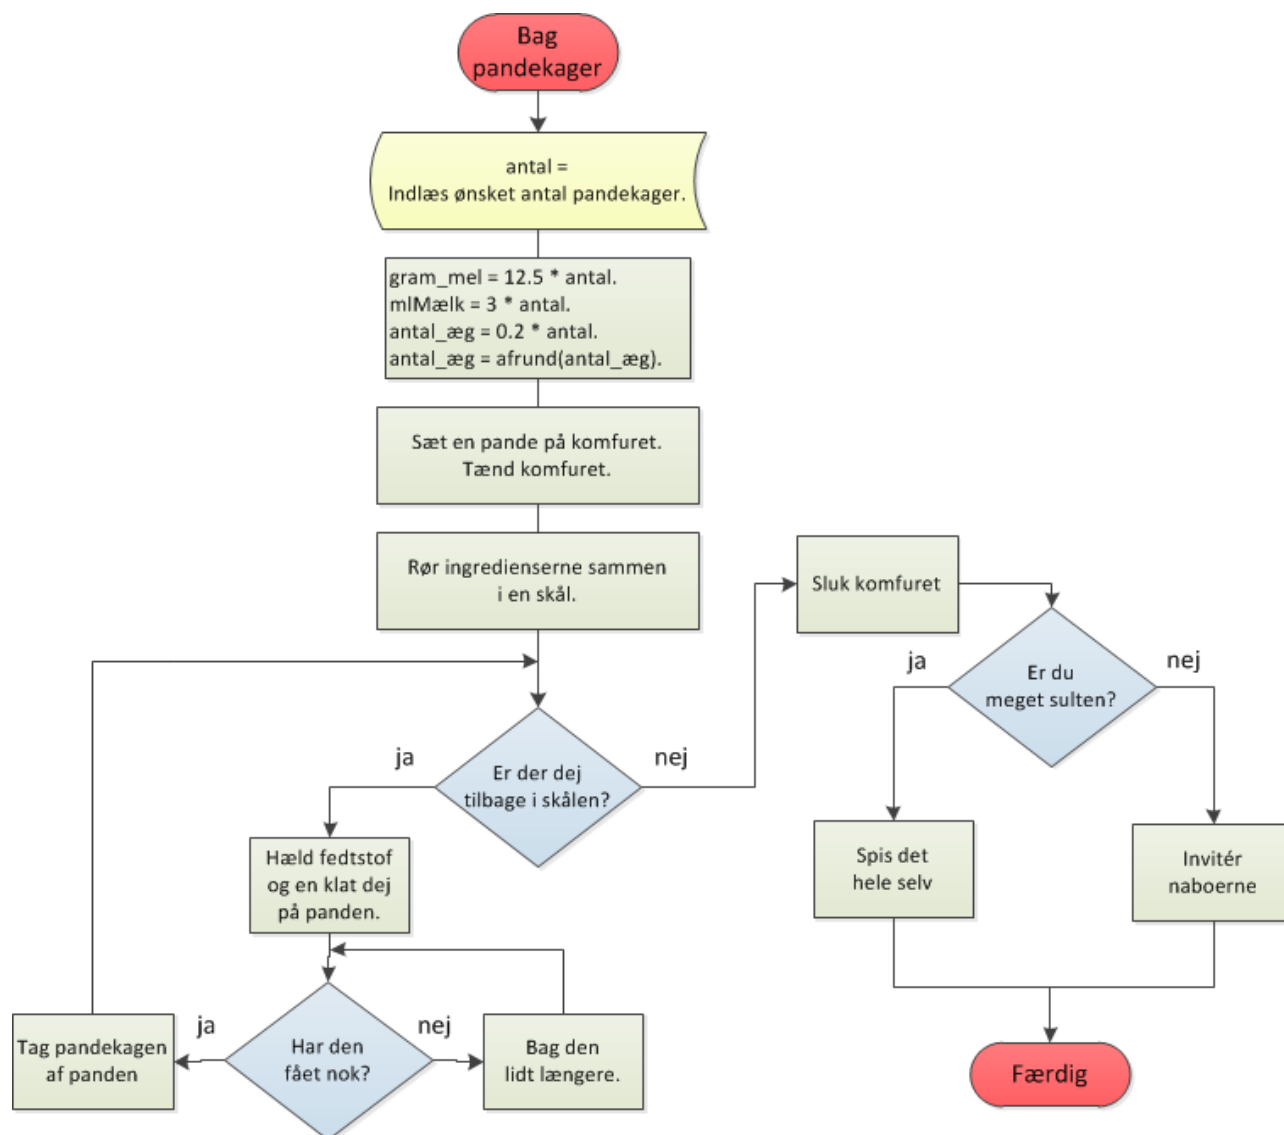 Bag
pandekager
antal =
Indlæs ønsket antal pandekager.
gram_mel = 12.5 * antal.
mlMælk = 3 * antal.
antal_æg = 0.2 * antal.
antal_æg = afrund(antal_æg).
Sæt en pande på komfuret.
Tænd komfuret.
Rør ingredienserne sammen
i en skål.
Er der dej
tilbage i skålen?
ja
nej
Hæld fedtstof
og en klat dej
på panden.
Har den
fået nok?
ja
nej
Tag pandekagen
af panden
Bag den
lidt længere.
Sluk komfuret
Er du
meget sulten?
ja
nej
Spis det
hele selv
Invitér
naboerne
Færdig